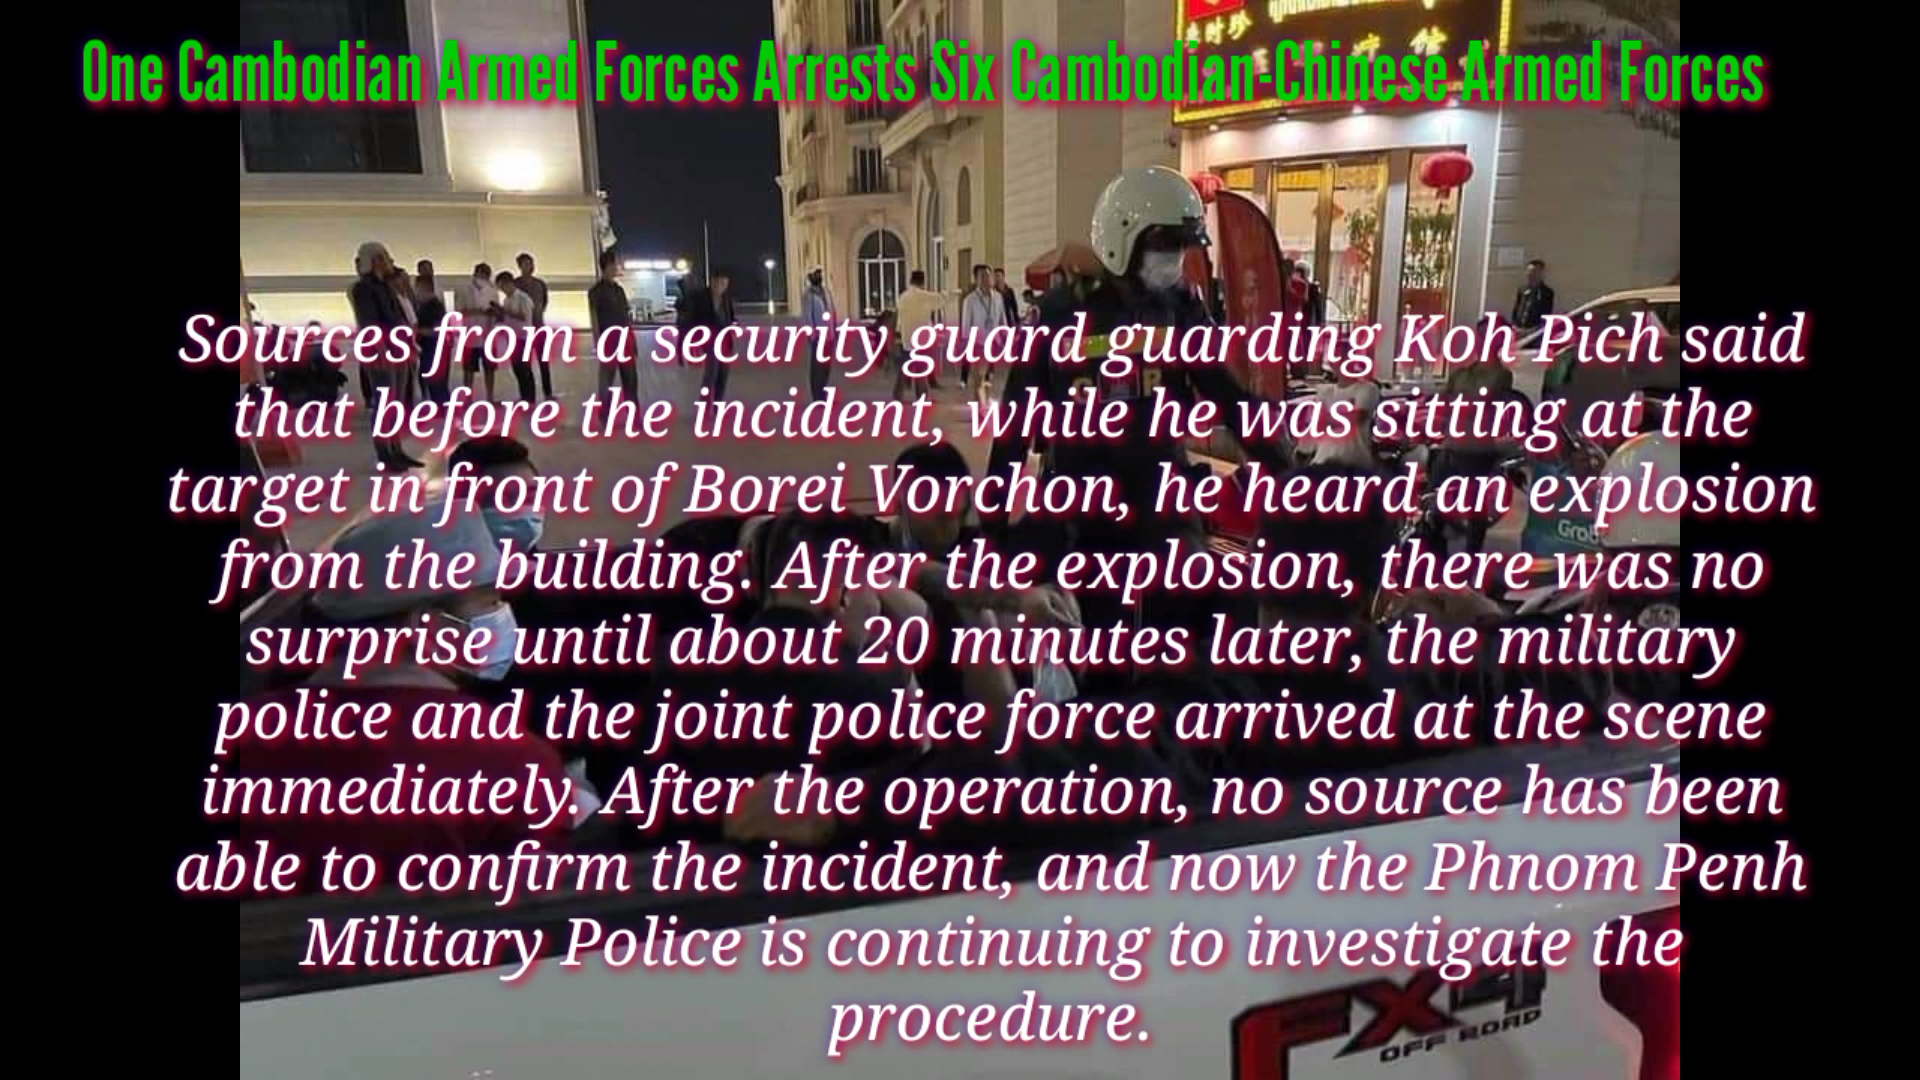 One Cambodian Armed Forces Arrests Six Cambodian-Chinese Armed Forces
Sources from a security guard guarding Koh Pich said
that before the incident, while he was sitting at the
target in front of Borei Vorchon, he heard an explosion
from the building. After the explosion, there was no
surprise until about 20 minutes later, the military
police and the joint police force arrived at the scene
immediately. After the operation, no source has been
able to confirm the incident, and now the Phnom Penh
Military Police is continuing to investigate the
procedure.
Grab
FX4
OFF ROAD